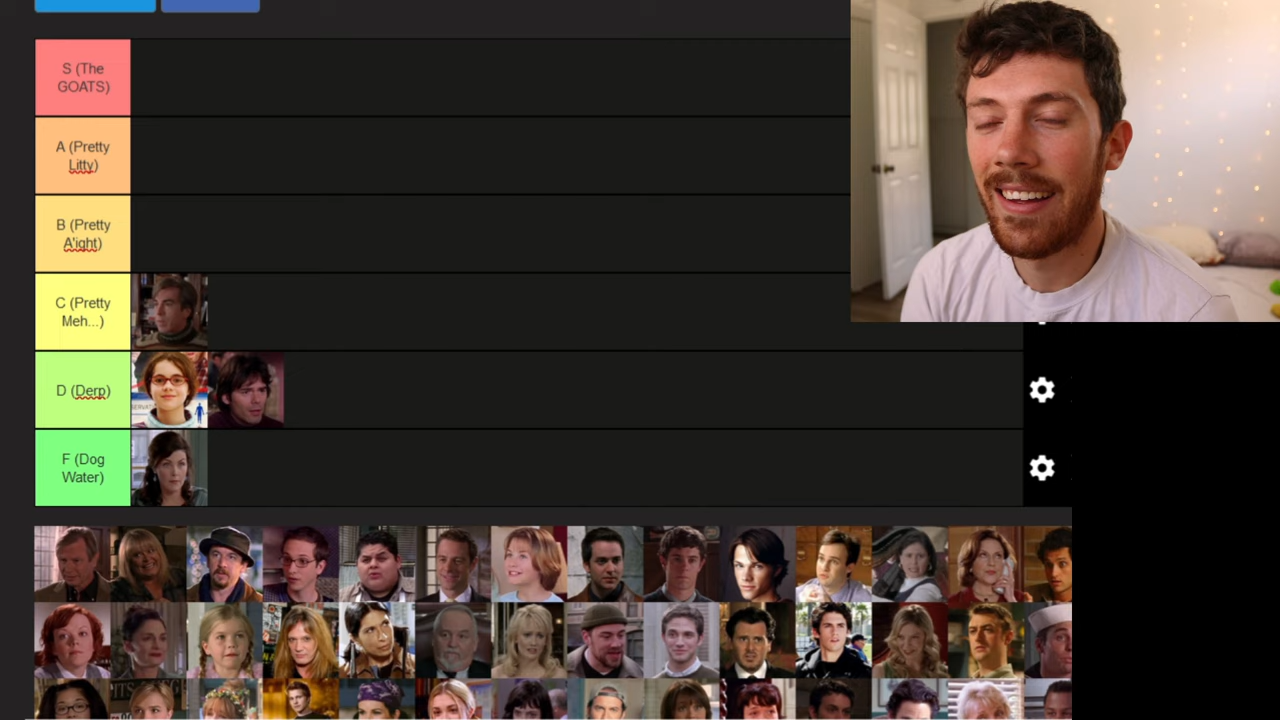 S (The
GOATS)
A (Pretty
Litty)
B (Pretty
A'ight)
C (Pretty
Meh...)
D (Derp)
F (Dog
Water)